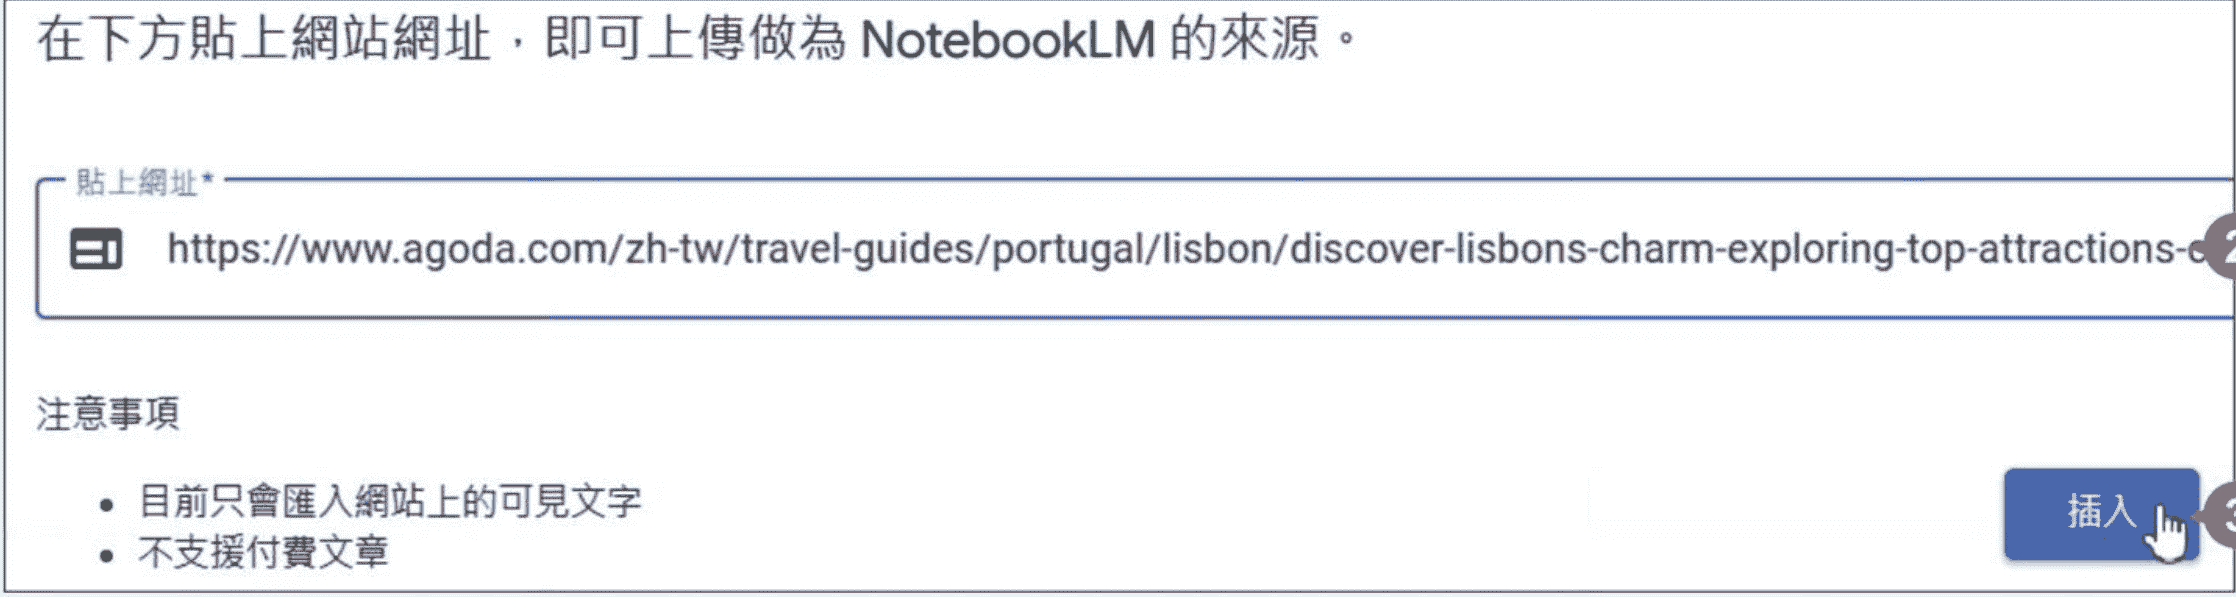 在下方貼上網站網址，即可上傳做為 NotebookLM 的來源。
貼上網址*
https://www.agoda.com/zh-tw/travel-guides/portugal/lisbon/discover-lisbons-charm-exploring-top-attractions-
2
注意事項
• 目前只會匯入網站上的可見文字
• 不支援付費文章
插入
3